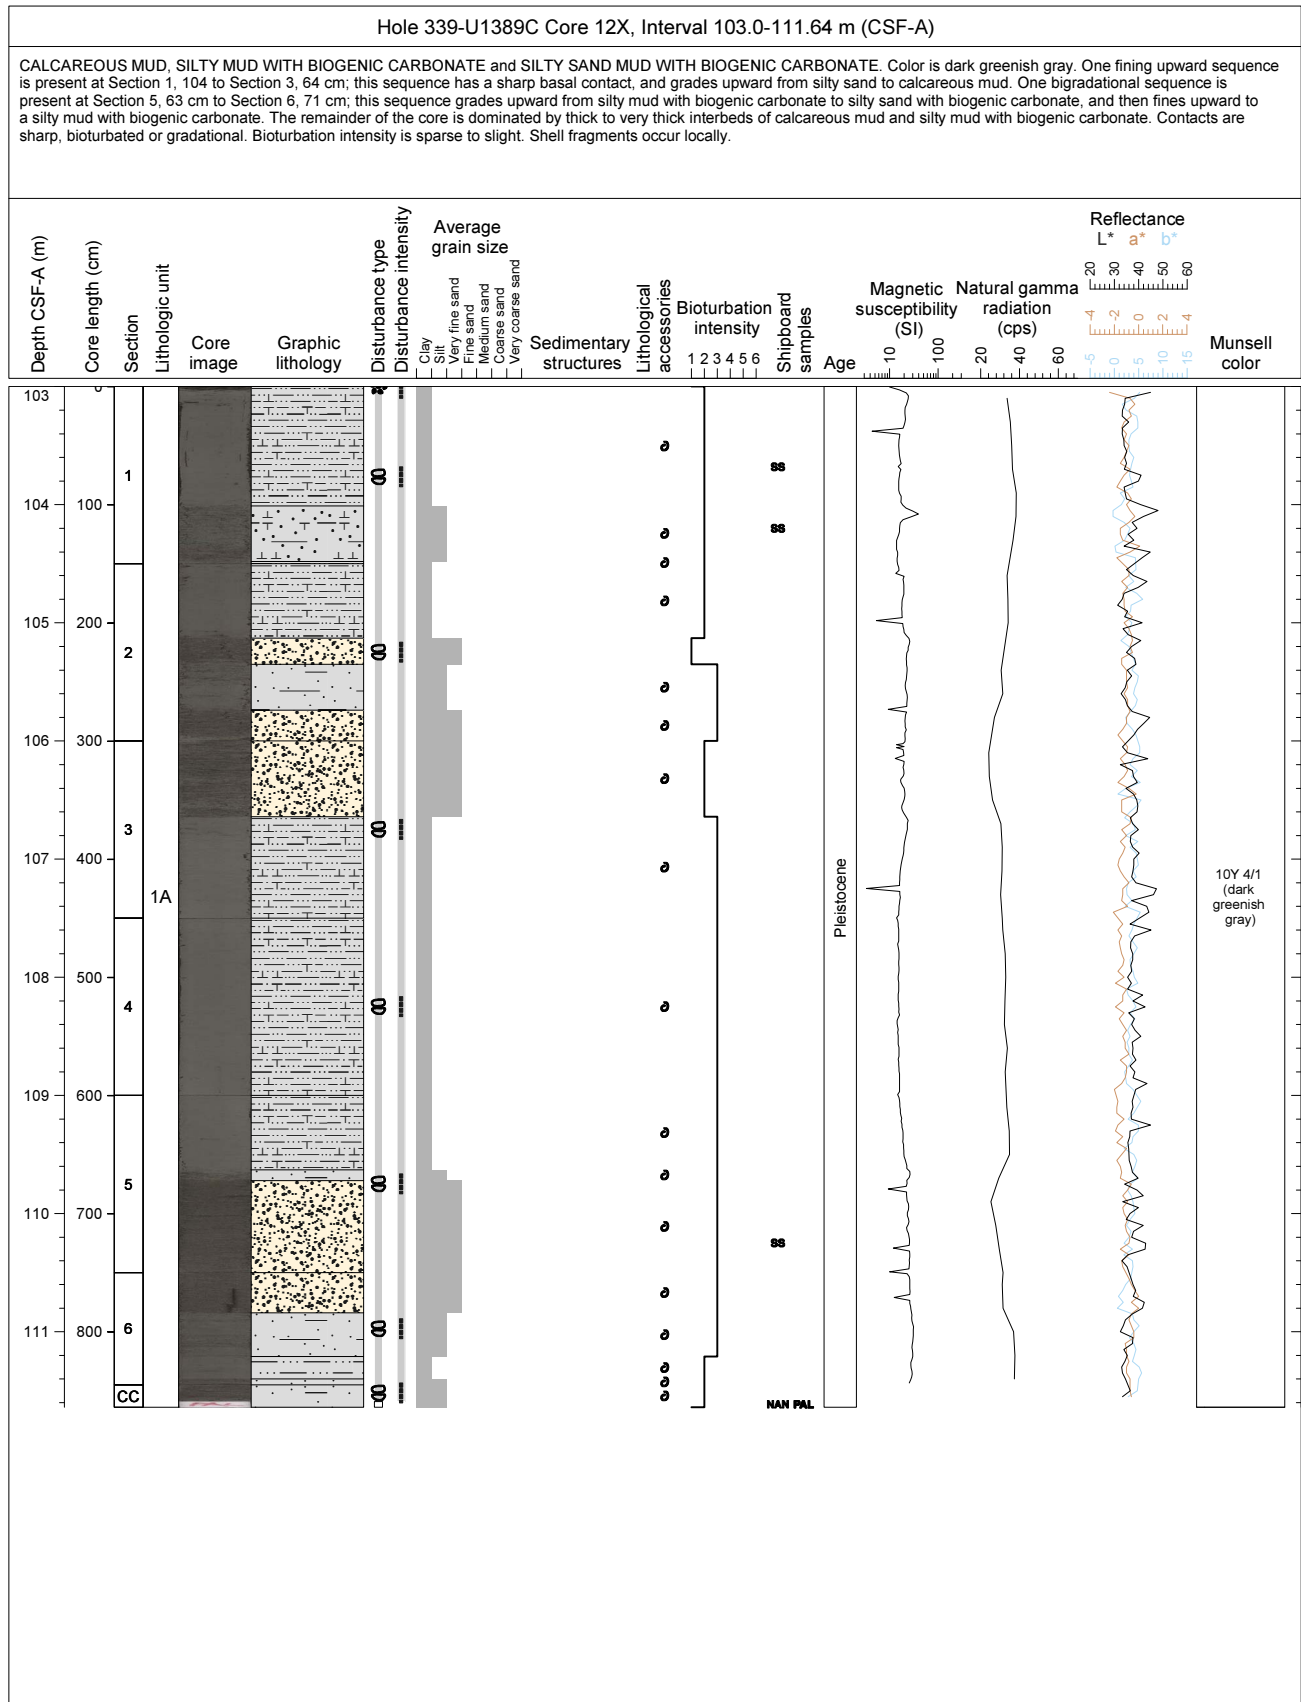 Hole 339-U1389C Core 12X, Interval 103.0-111.64 m (CSF-A)
CALCAREOUS MUD, SILTY MUD WITH BIOGENIC CARBONATE and SILTY SAND MUD WITH BIOGENIC CARBONATE. Color is dark greenish gray. One fining upward sequence
is present at Section 1, 104 to Section 3, 64 cm; this sequence has a sharp basal contact, and grades upward from silty sand to calcareous mud. One bigradational sequence is
present at Section 5, 63 cm to Section 6, 71 cm; this sequence grades upward from silty mud with biogenic carbonate to silty sand with biogenic carbonate, and then fines upward to
a silty mud with biogenic carbonate. The remainder of the core is dominated by thick to very thick interbeds of calcareous mud and silty mud with biogenic carbonate. Contacts are
sharp, bioturbated or gradational. Bioturbation intensity is sparse to slight. Shell fragments occur locally.
Depth CSF-A (m)
Core length (cm)
Section
Lithologic unit
Core
image
Graphic
lithology
Disturbance type
Disturbance intensity
Average
grain size
Clay
Silt
Very fine sand
Fine sand
Medium sand
Coarse sand
Very coarse sand
Sedimentary
structures
Lithological
accessories
Bioturbation
intensity
1 2 3 4 5 6
Shipboard
samples
Age
Magnetic
susceptibility
(SI)
10 100
Natural gamma
radiation
(cps)
20 40 60
Reflectance
L* a* b*
20 30 40 50 60
-4 -2 0 2 4
-5 0 5 10 15
Munsell
color
103
0
1
SS
104
100
SS
105
200
2
106
300
3
107
400
1A
Pleistocene
10Y 4/1
(dark
greenish
gray)
108
500
4
109
600
5
110
700
SS
111
800
6
CC
NAN PAL